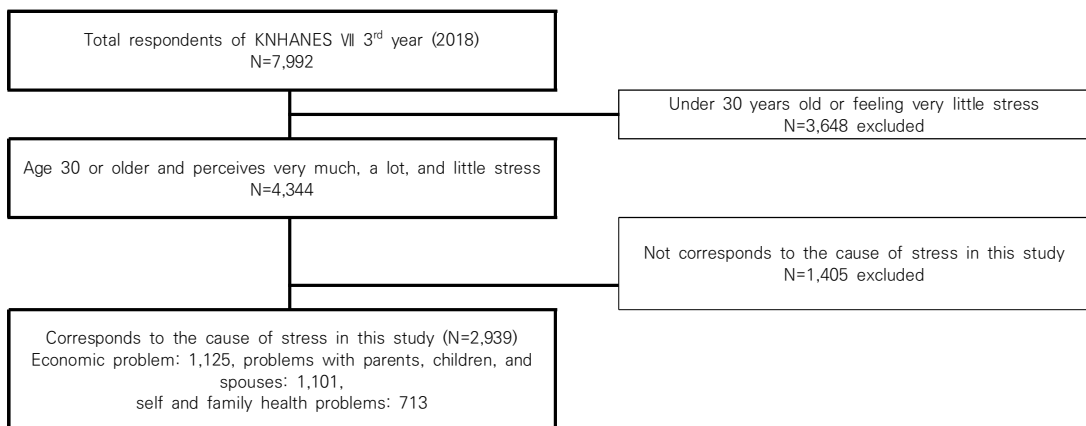 Total respondents of KNHANES Ⅶ 3rd year (2018)
N=7,992
Under 30 years old or feeling very little stress
N=3,648 excluded
Age 30 or older and perceives very much, a lot, and little stress
N=4,344
Not corresponds to the cause of stress in this study
N=1,405 excluded
Corresponds to the cause of stress in this study (N=2,939)
Economic problem: 1,125, problems with parents, children, and
spouses: 1,101,
self and family health problems: 713